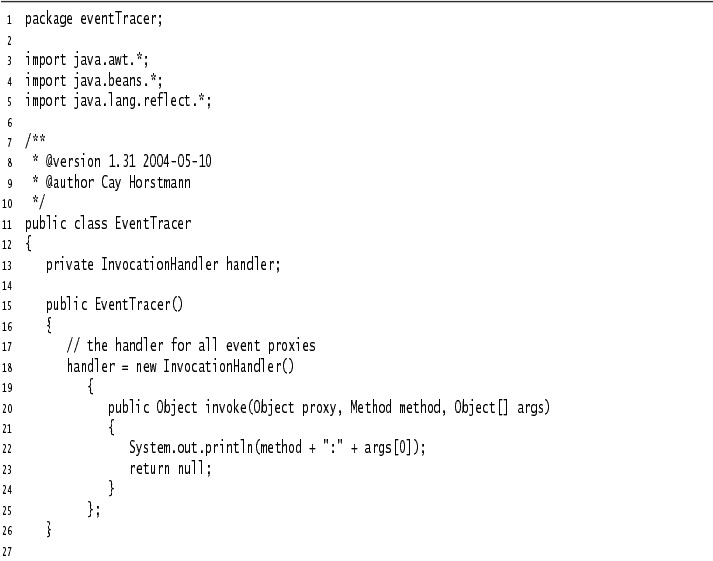 1 package eventTracer;
2
3 import java.awt.*;
4 import java.beans.*;
5 import java.lang.reflect.*;
6
7 /**
8  * @version 1.31 2004-05-10
9  * @author Cay Horstmann
10  */
11 public class EventTracer
12 {
13    private InvocationHandler handler;
14
15    public EventTracer()
16    {
17       // the handler for all event proxies
18       handler = new InvocationHandler()
19          {
20             public Object invoke(Object proxy, Method method, Object[] args)
21             {
22                System.out.println(method + ":" + args[0]);
23                return null;
24             }
25          };
26    }
27